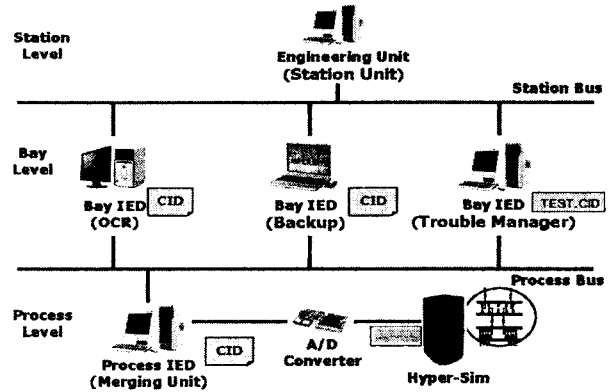 Station
Level
Engineering Unit
(Station Unit)
Station Bus
Bay
Level
Bay IED
(OCR)
CID
Bay IED
(Backup)
CID
Bay IED
(Trouble Manager)
TEST.CID
Process Bus
Process
Level
Process IED
(Merging Unit)
CID
A/D
Converter
Hyper-Sim